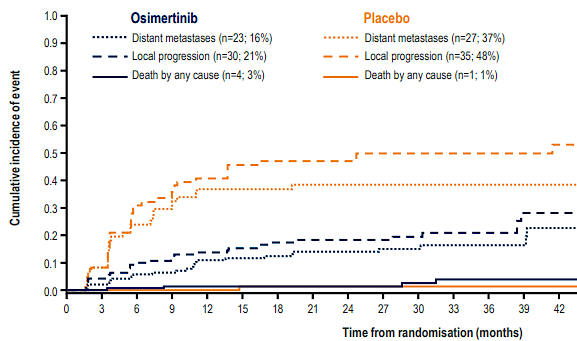 Osimertinib
Placebo
Distant metastases (n=23; 16%)
Distant metastases (n=27; 37%)
Local progression (n=30; 21%)
Local progression (n=35; 48%)
Death by any cause (n=4; 3%)
Death by any cause (n=1; 1%)
Cumulative incidence of event
1.0
0.9
0.8
0.7
0.6
0.5
0.4
0.3
0.2
0.1
0.0
0 3 6 9 12 15 18 21 24 27 30 33 36 39 42
Time from randomisation (months)